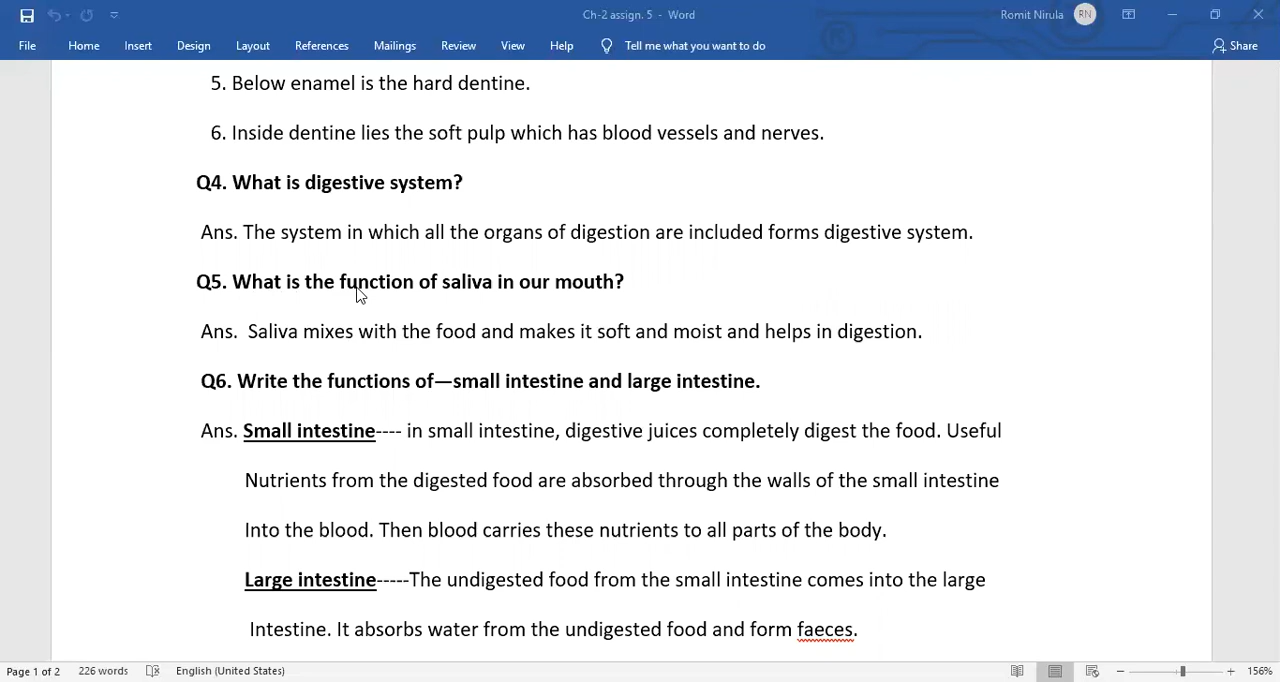 Ch-2 assign. 5 - Word
Romit Nirula RN
File Home Insert Design Layout References Mailings Review View Help Tell me what you want to do Share
5. Below enamel is the hard dentine.
6. Inside dentine lies the soft pulp which has blood vessels and nerves.
Q4. What is digestive system?
Ans. The system in which all the organs of digestion are included forms digestive system.
Q5. What is the function of saliva in our mouth?
Ans. Saliva mixes with the food and makes it soft and moist and helps in digestion.
Q6. Write the functions of—small intestine and large intestine.
Ans. Small intestine---- in small intestine, digestive juices completely digest the food. Useful
Nutrients from the digested food are absorbed through the walls of the small intestine
Into the blood. Then blood carries these nutrients to all parts of the body.
Large intestine-----The undigested food from the small intestine comes into the large
Intestine. It absorbs water from the undigested food and form faeces.
Page 1 of 2 226 words English (United States) 156%